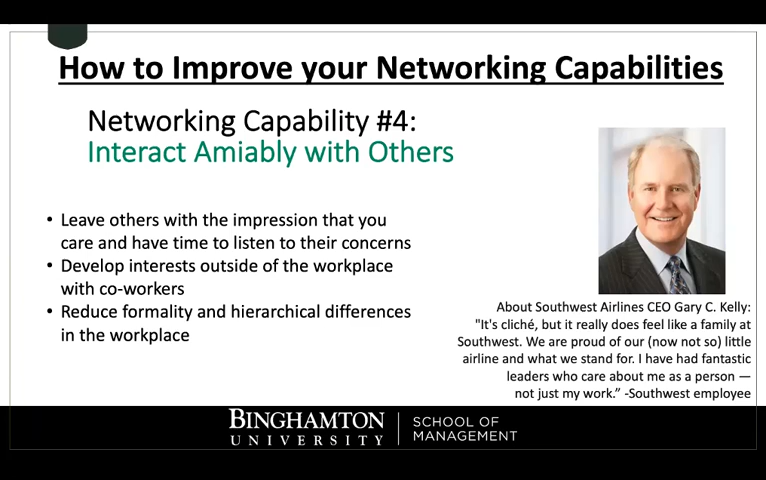 How to Improve your Networking Capabilities
Networking Capability #4:
Interact Amiably with Others
• Leave others with the impression that you
care and have time to listen to their concerns
• Develop interests outside of the workplace
with co-workers
• Reduce formality and hierarchical differences
in the workplace
About Southwest Airlines CEO Gary C. Kelly:
"It's cliché, but it really does feel like a family at
Southwest. We are proud of our (now not so) little
airline and what we stand for. I have had fantastic
leaders who care about me as a person —
not just my work.” -Southwest employee
BINGHAMTON
UNIVERSITY
SCHOOL OF
MANAGEMENT